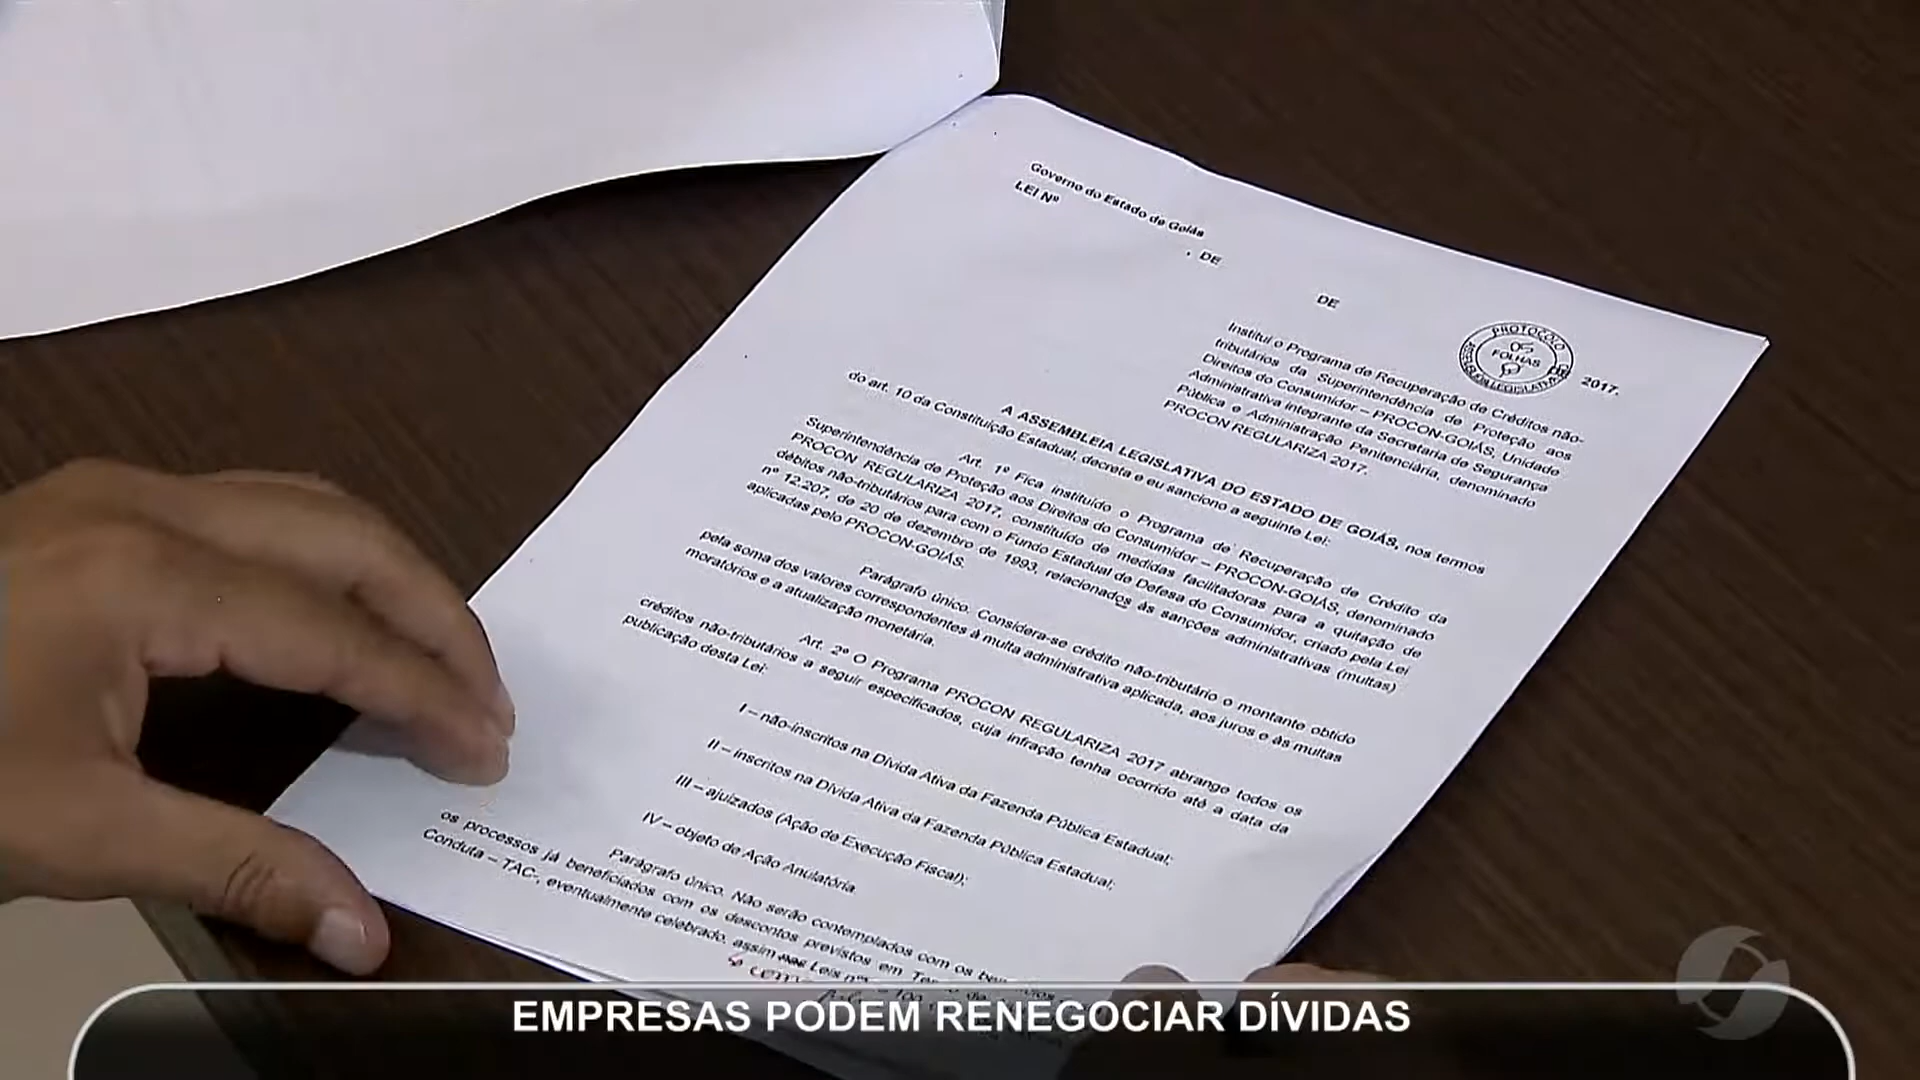 Governo do Estado de Goiás
LEI Nº
, DE
DE
DE 2017.
PROTOCOLO
FOLHAS
05
ASSEMBLEIA LEGISLATIVA
Institui o Programa de Recuperação de Créditos não-
tributários da Superintendência de Proteção aos
Direitos do Consumidor – PROCON-GOIÁS, Unidade
Administrativa integrante da Secretaria de Segurança
Pública e Administração Penitenciária, denominado
PROCON REGULARIZA 2017.
A ASSEMBLEIA LEGISLATIVA DO ESTADO DE GOIÁS, nos termos
do art. 10 da Constituição Estadual, decreta e eu sanciono a seguinte Lei:
Art. 1º Fica instituído o Programa de Recuperação de Crédito da
Superintendência de Proteção aos Direitos do Consumidor – PROCON-GOIÁS, denominado
PROCON REGULARIZA 2017, constituído de medidas facilitadoras para a quitação de
débitos não-tributários para com o Fundo Estadual de Defesa do Consumidor, criado pela Lei
nº 12.207, de 20 de dezembro de 1993, relacionados às sanções administrativas (multas)
aplicadas pelo PROCON-GOIÁS.
Parágrafo único. Considera-se crédito não-tributário o montante obtido
pela soma dos valores correspondentes à multa administrativa aplicada, aos juros e às multas
moratórios e a atualização monetária.
Art. 2º O Programa PROCON REGULARIZA 2017 abrange todos os
créditos não-tributários a seguir especificados, cuja infração tenha ocorrido até a data da
publicação desta Lei:
I – não-inscritos na Dívida Ativa da Fazenda Pública Estadual;
II – inscritos na Dívida Ativa da Fazenda Pública Estadual;
III – ajuizados (Ação de Execução Fiscal);
IV – objeto de Ação Anulatória.
Parágrafo único. Não serão contemplados com os
os processos já beneficiados com os descontos previstos em
Conduta – TAC-, eventualmente celebrado, assim Leis
EMPRESAS PODEM RENEGOCIAR DÍVIDAS